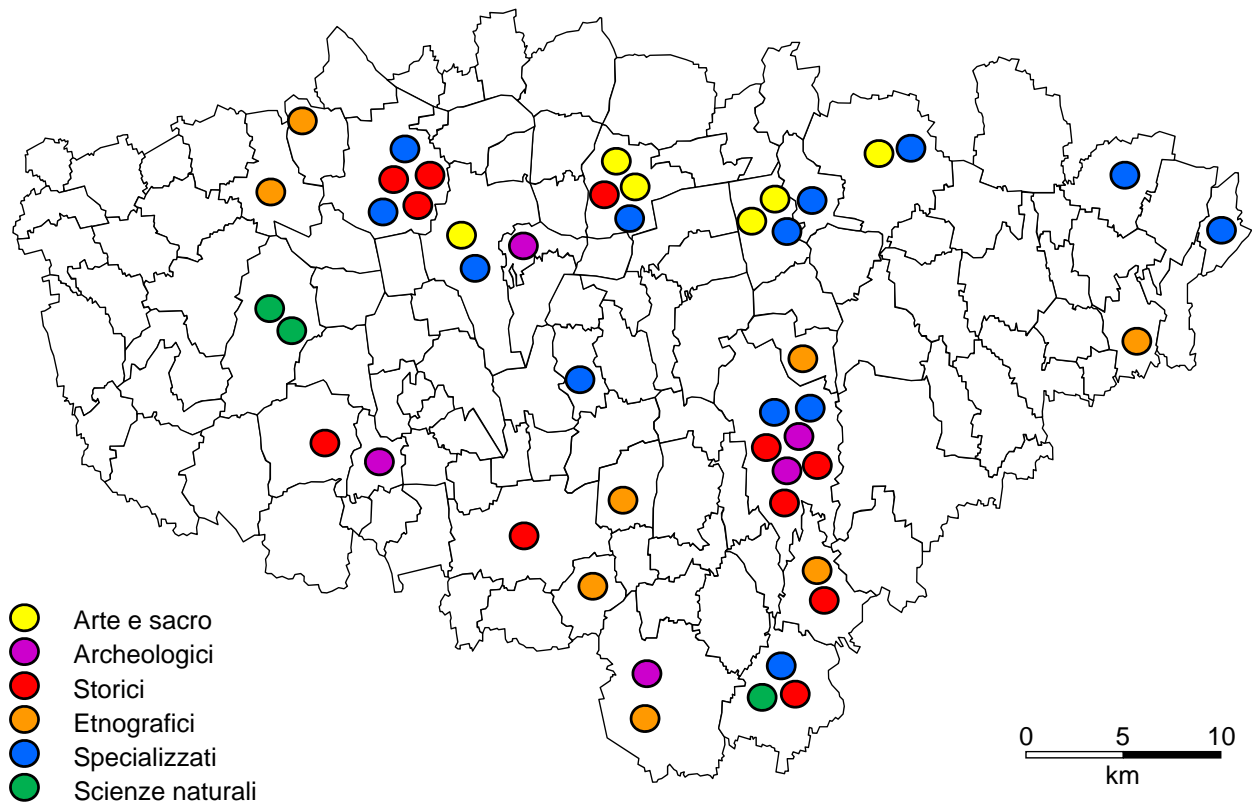 Arte e sacro
Archeologici
Storici
Etnografici
Specializzati
Scienze naturali
0 5 10
km